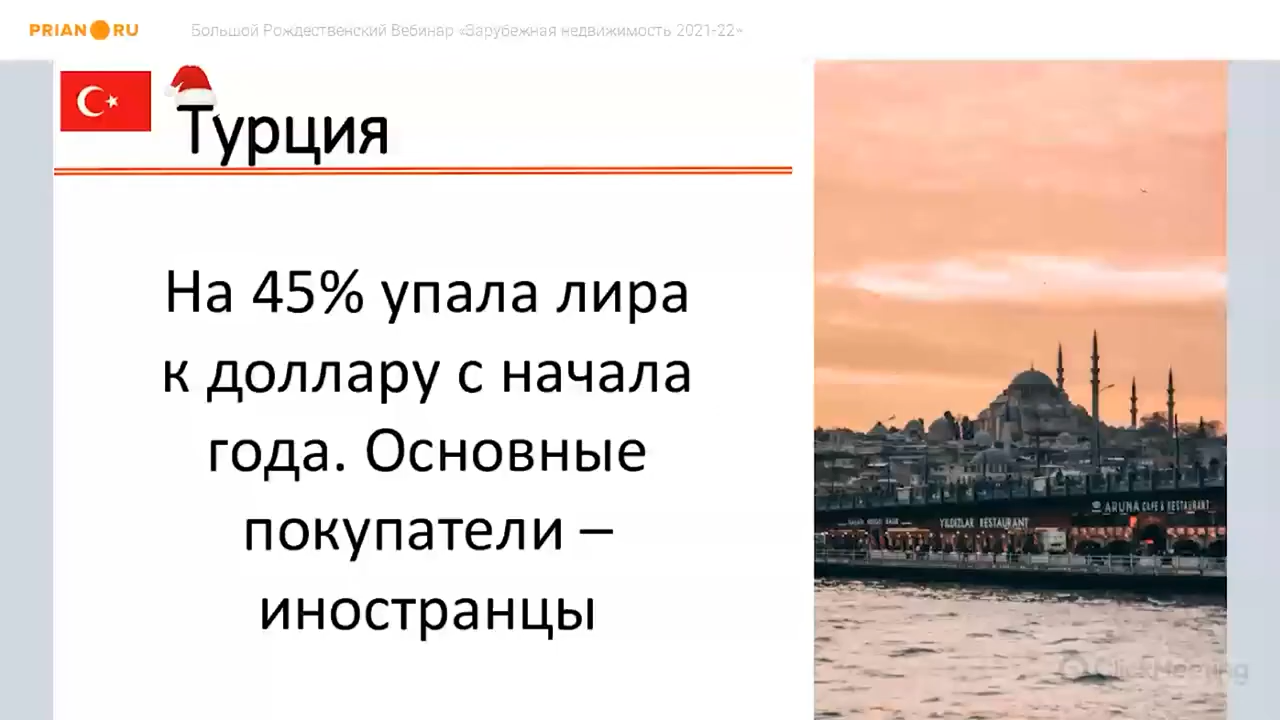 PRIAN RU
Большой Рождественский Вебинар «Зарубежная недвижимость 2021-22»
Турция
На 45% упала лира
к доллару с начала
года. Основные
покупатели –
иностранцы
ARUNA CAFE & RESTAURANT
YILDIZLAR RESTAURANT
ClickMeeting